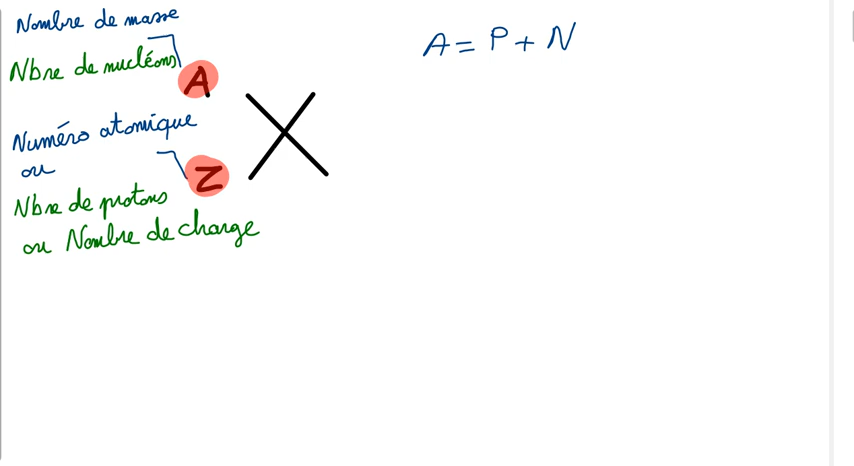 Nombre de masse
Nbre de nucléons
A
X
A = P + N
Numéro atomique
ou
Z
Nbre de protons
ou Nombre de charge